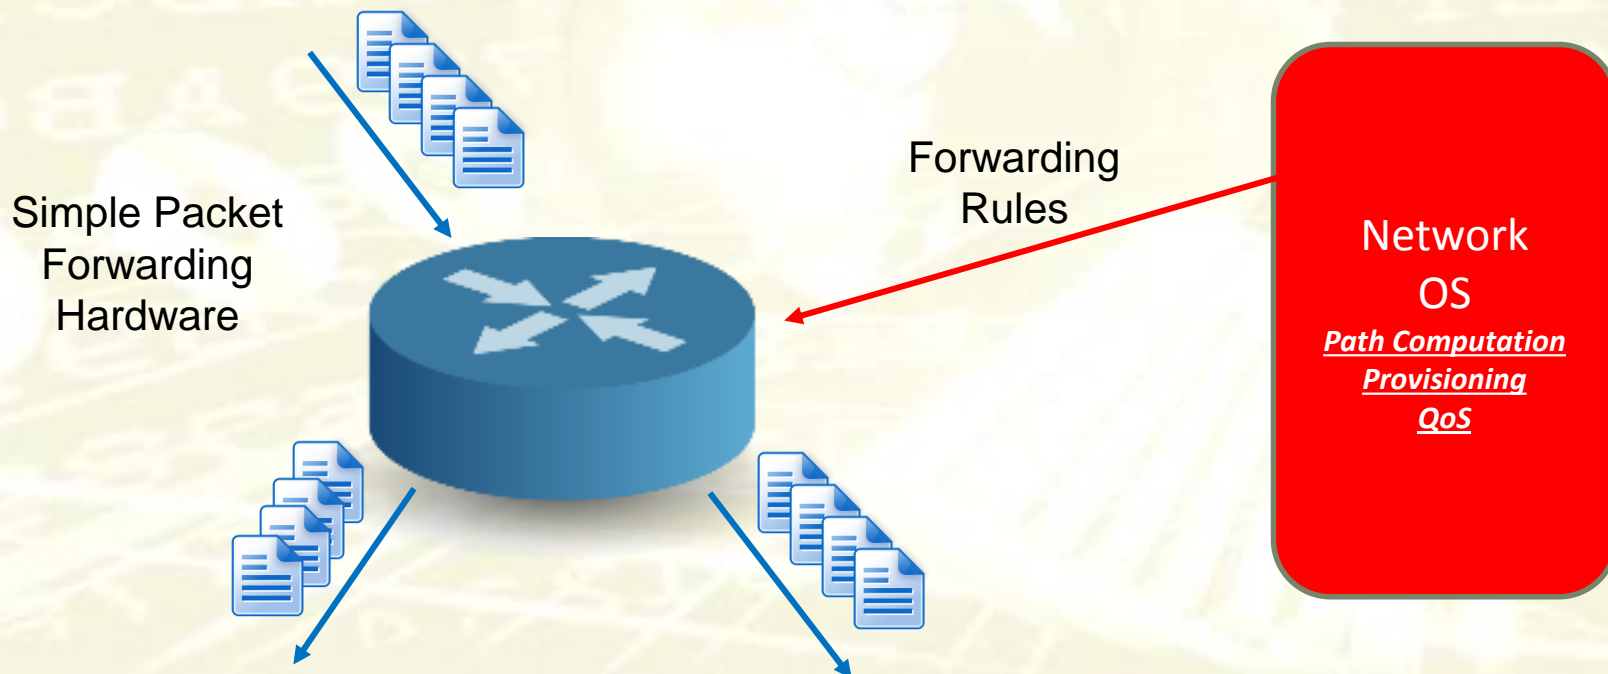 Simple Packet
Forwarding
Hardware
Forwarding
Rules
Network
OS
Path Computation
Provisioning
QoS